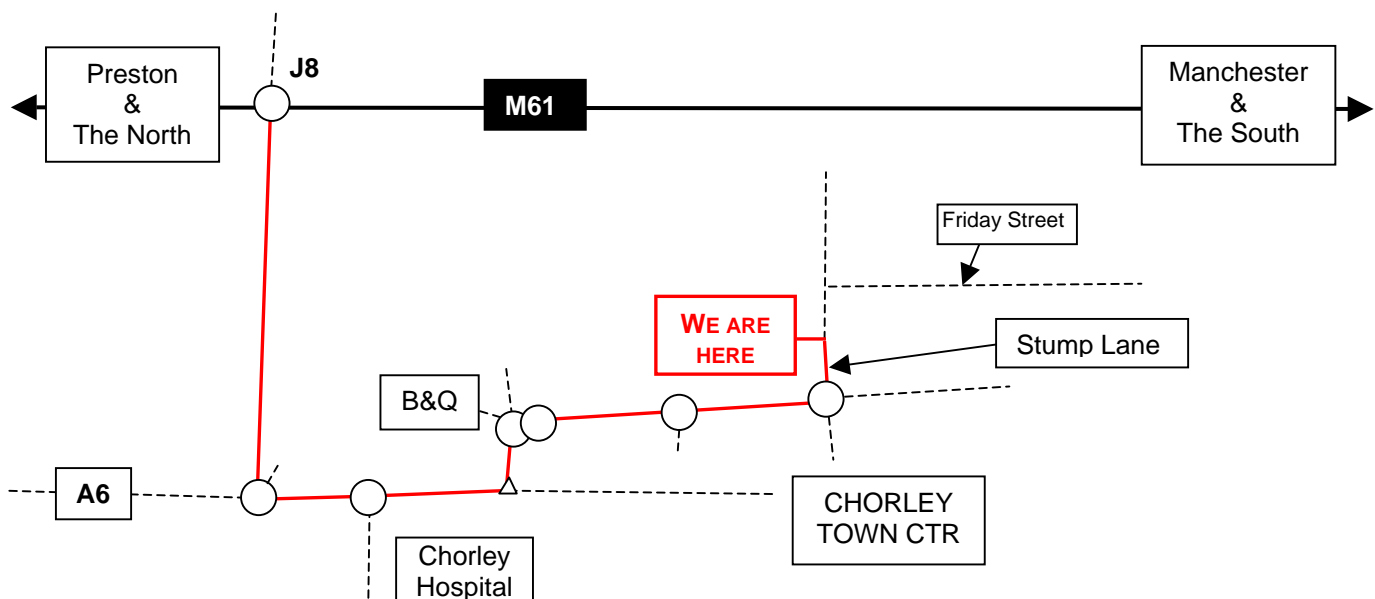 J8
Preston
&
The North
M61
Manchester
&
The South
Friday Street
WE ARE
HERE
Stump Lane
B&Q
A6
CHORLEY
TOWN CTR
Chorley
Hospital